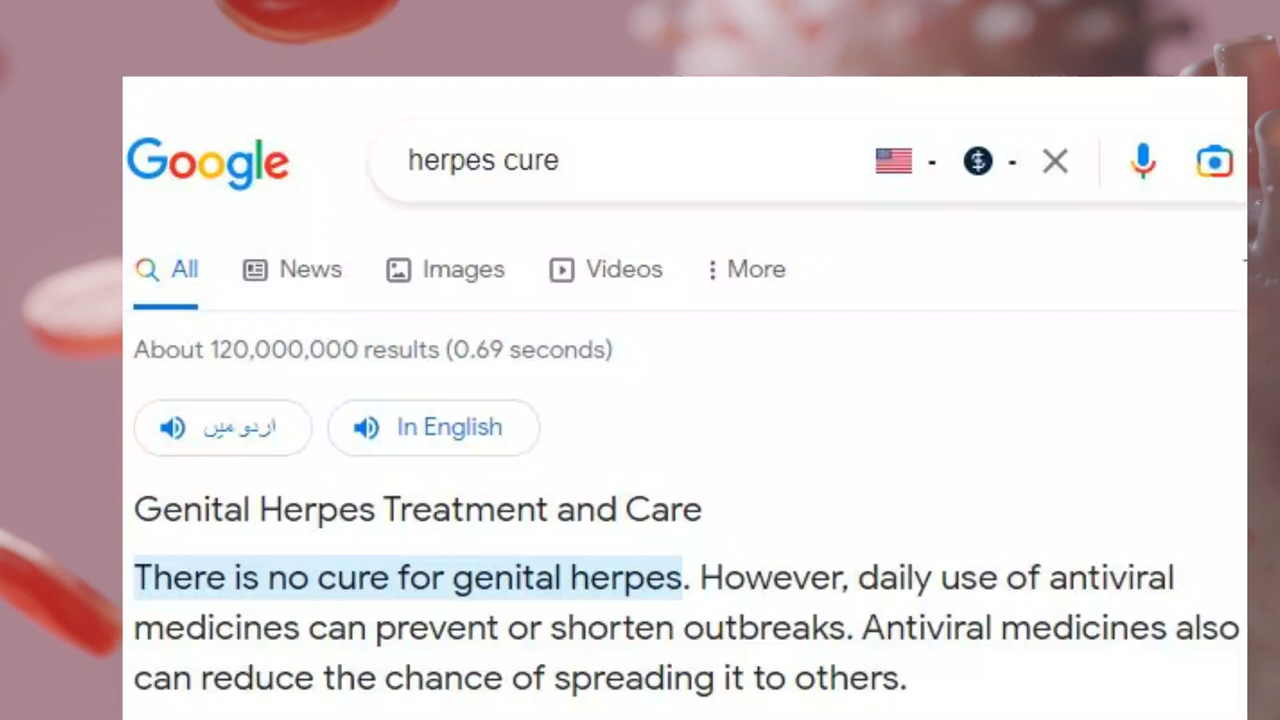 Google
herpes cure
All News Images Videos More
About 120,000,000 results (0.69 seconds)
اردو میں In English
Genital Herpes Treatment and Care
There is no cure for genital herpes. However, daily use of antiviral
medicines can prevent or shorten outbreaks. Antiviral medicines also
can reduce the chance of spreading it to others.